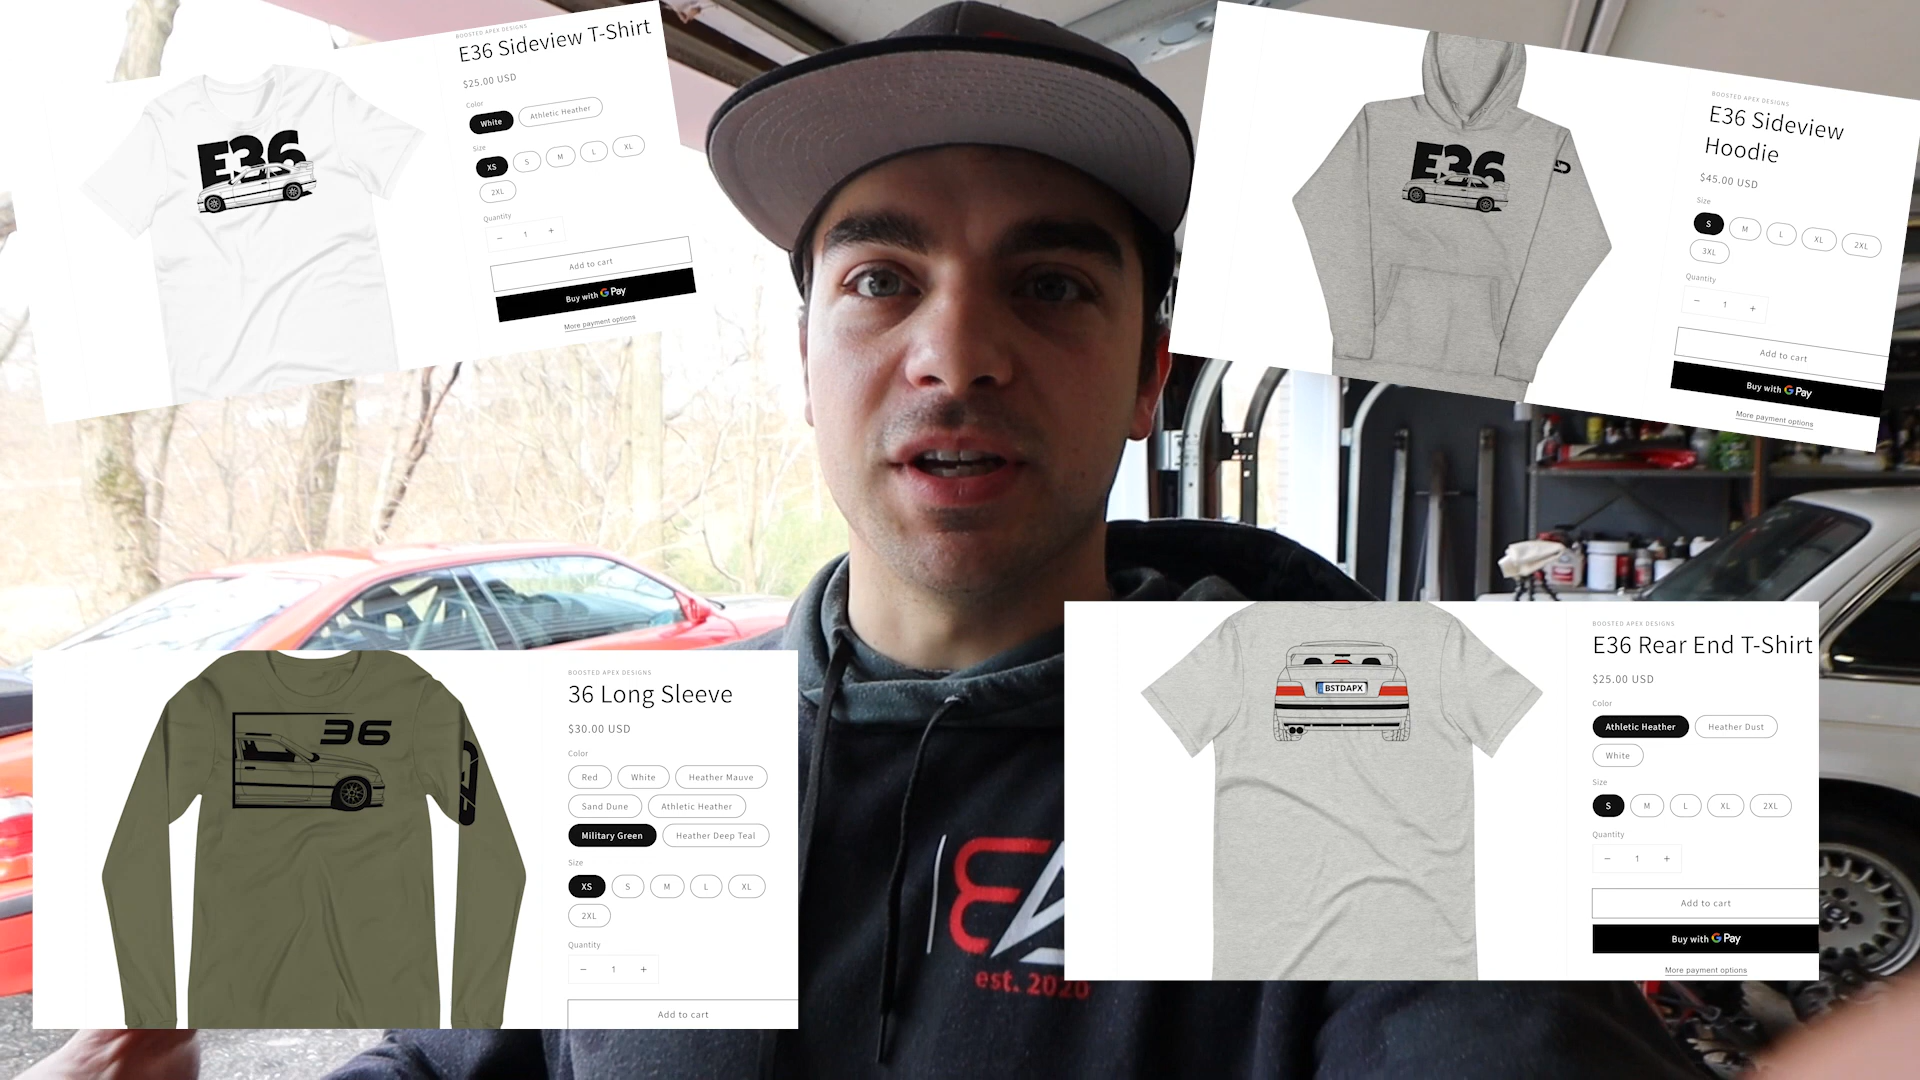 BOOSTED APEX DESIGNS
E36 Sideview T-Shirt
$25.00 USD
Color
White
Athletic Heather
Size
XS
S
M
L
XL
2XL
Quantity
− 1 +
Add to cart
Buy with G Pay
More payment options
E36
BOOSTED APEX DESIGNS
E36 Sideview
Hoodie
$45.00 USD
Size
S
M
L
XL
2XL
3XL
Quantity
− 1 +
Add to cart
Buy with G Pay
More payment options
E36
BOOSTED APEX DESIGNS
36 Long Sleeve
$30.00 USD
Color
Red
White
Heather Mauve
Sand Dune
Athletic Heather
Military Green
Heather Deep Teal
Size
XS
S
M
L
XL
2XL
Quantity
− 1 +
Add to cart
36
BOOSTED APEX DESIGNS
E36 Rear End T-Shirt
$25.00 USD
Color
Athletic Heather
Heather Dust
White
Size
S
M
L
XL
2XL
Quantity
− 1 +
Add to cart
Buy with G Pay
More payment options
BSTDAPX
est. 2020